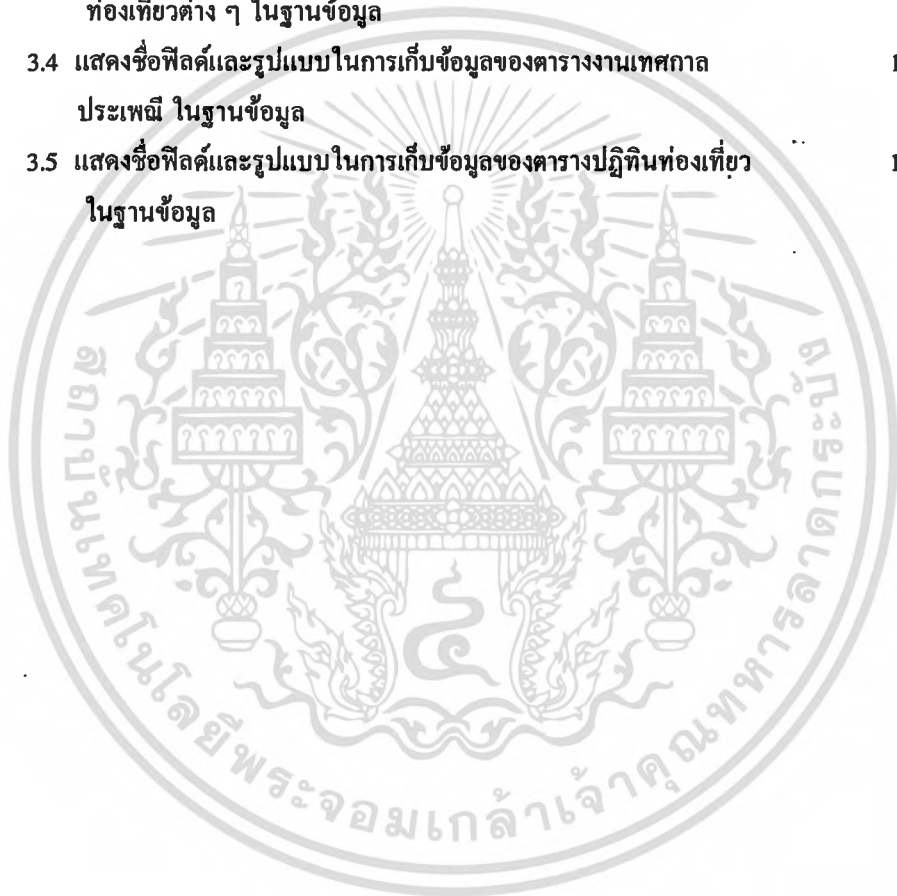 ท่องเที่ยวต่าง ๆ ในฐานข้อมูล
3.4 แสดงชื่อฟิลด์และรูปแบบในการเก็บข้อมูลของตารางงานเทศกาล 1
ประเพณี ในฐานข้อมูล
3.5 แสดงชื่อฟิลด์และรูปแบบในการเก็บข้อมูลของตารางปฏิทินท่องเที่ยว 1
ในฐานข้อมูล
สถาบันเทคโนโลยีพระจอมเกล้าเจ้าคุณทหารลาดกระบัง